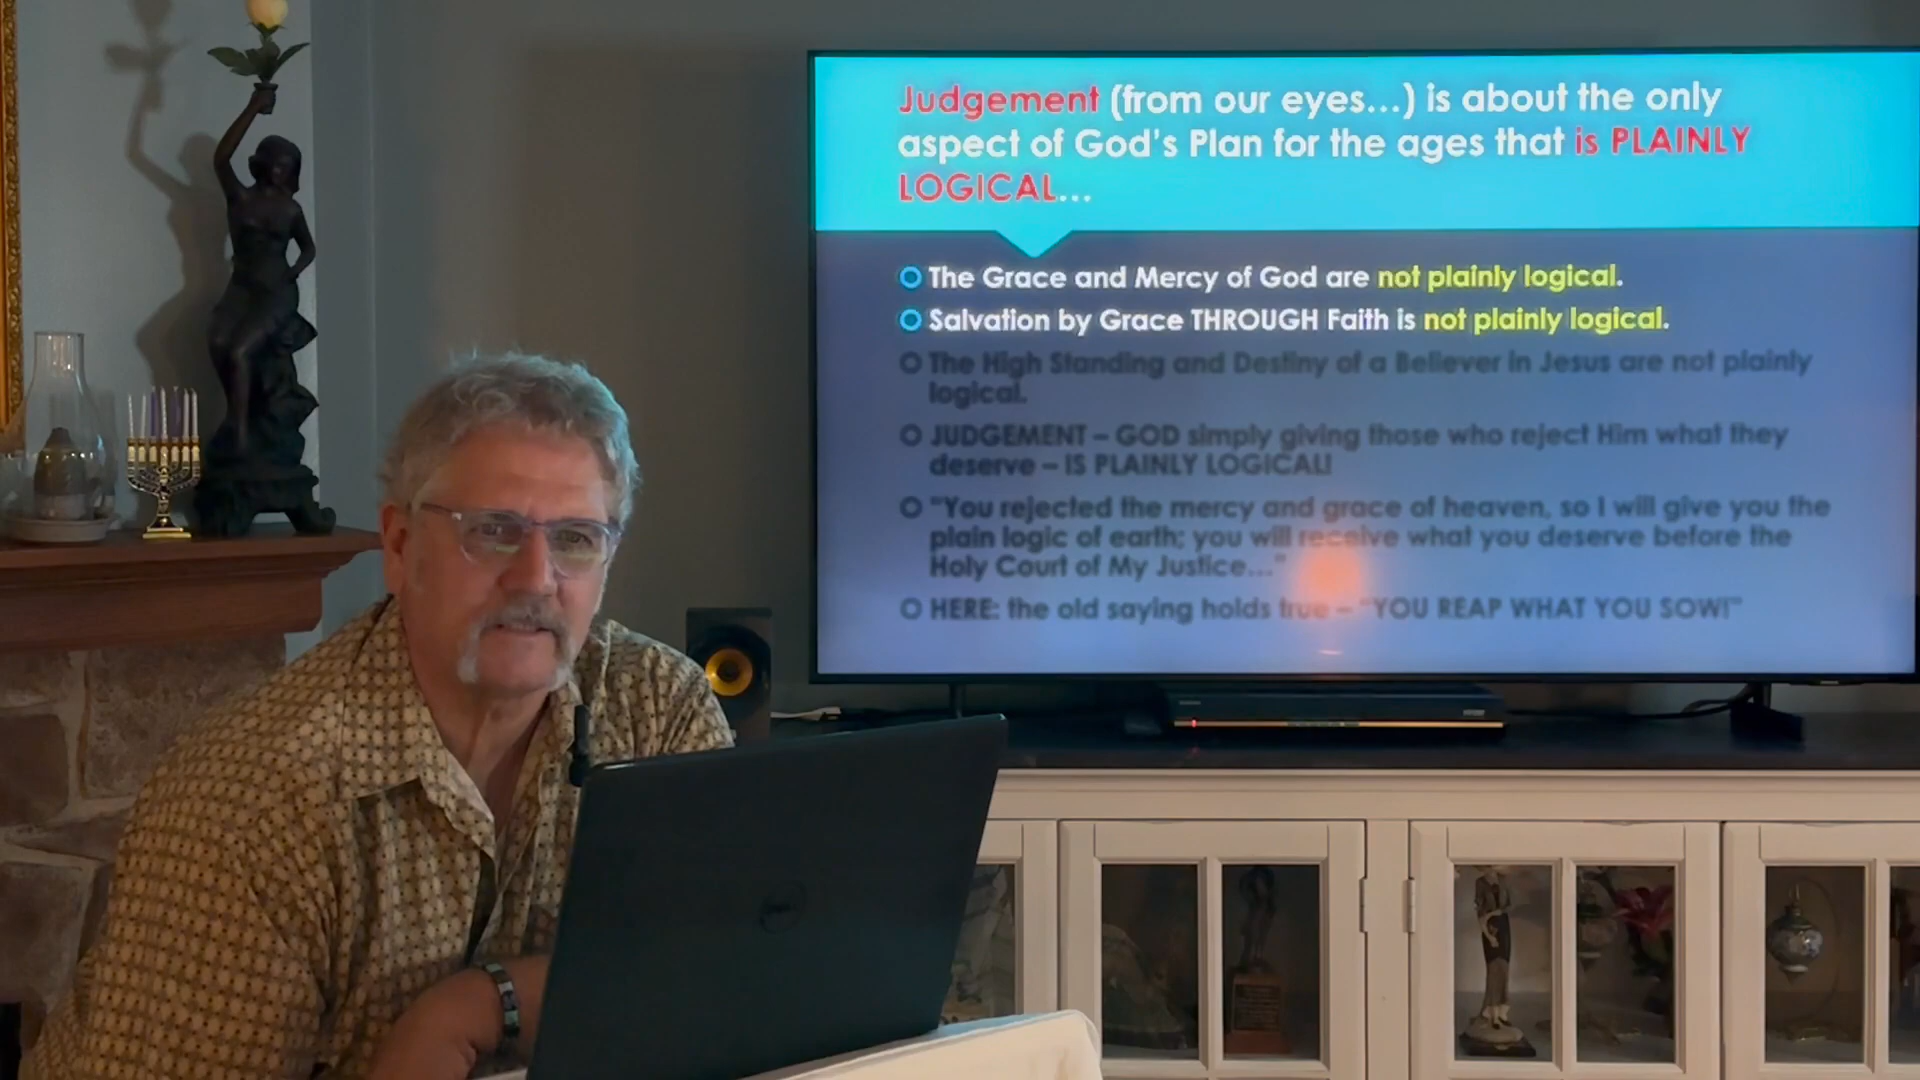 Judgement (from our eyes...) is about the only
aspect of God's Plan for the ages that is PLAINLY
LOGICAL...
The Grace and Mercy of God are not plainly logical.
Salvation by Grace THROUGH Faith is not plainly logical.
The High Standing and Destiny of a Believer in Jesus are not plainly
logical.
JUDGEMENT – GOD simply giving those who reject Him what they
deserve – IS PLAINLY LOGICAL!
"You rejected the mercy and grace of heaven, so I will give you the
plain logic of earth; you will receive what you deserve before the
Holy Court of My Justice..."
HERE: the old saying holds true – "YOU REAP WHAT YOU SOW!"
DELL